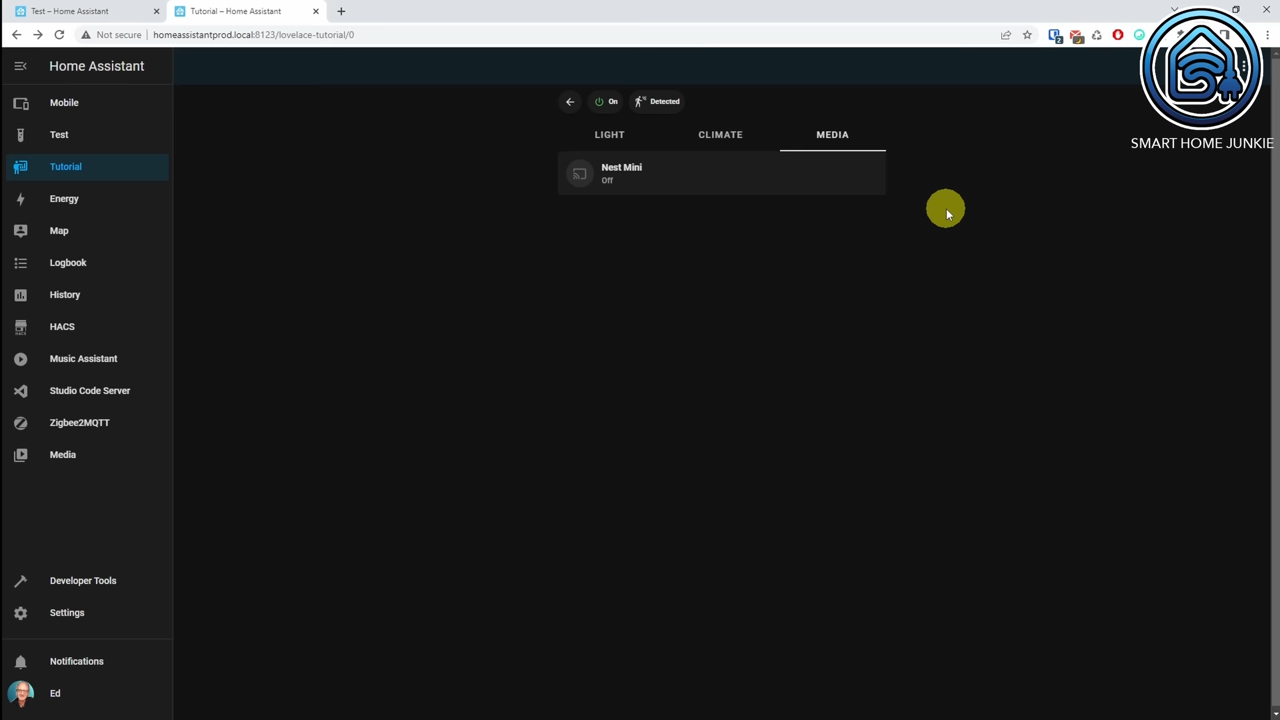 Test – Home Assistant
Tutorial – Home Assistant
Not secure
homeassistantprod.local:8123/lovelace-tutorial/0
Home Assistant
Mobile
Test
Tutorial
Energy
Map
Logbook
History
HACS
Music Assistant
Studio Code Server
Zigbee2MQTT
Media
Developer Tools
Settings
Notifications
Ed
On
Detected
LIGHT CLIMATE MEDIA
Nest Mini
Off
SMART HOME JUNKIE